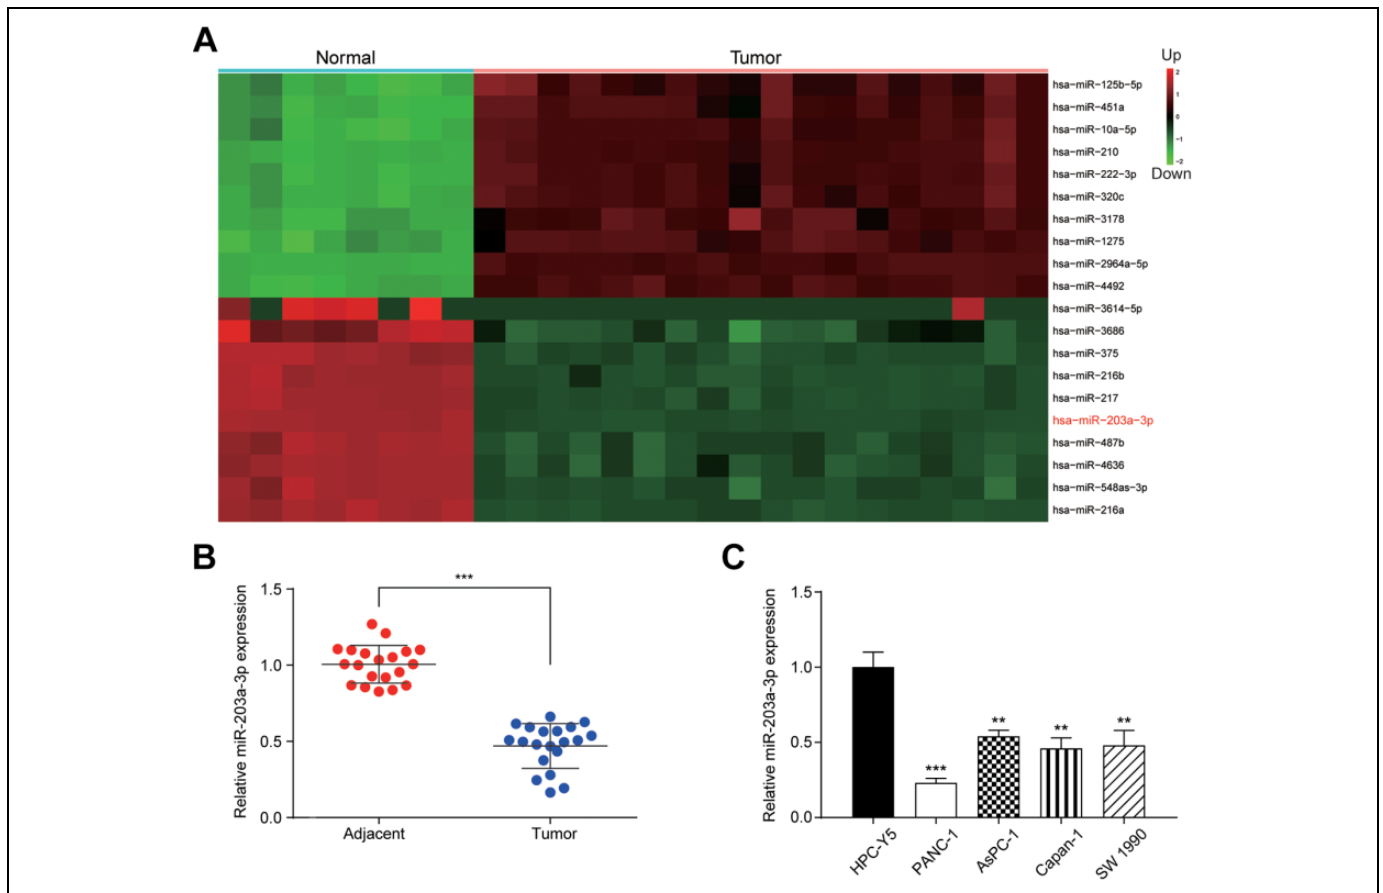 A
Normal
Tumor
Up
2
1
0
−1
−2
Down
hsa−miR−125b−5p
hsa−miR−451a
hsa−miR−10a−5p
hsa−miR−210
hsa−miR−222−3p
hsa−miR−320c
hsa−miR−3178
hsa−miR−1275
hsa−miR−2964a−5p
hsa−miR−4492
hsa−miR−3614−5p
hsa−miR−3686
hsa−miR−375
hsa−miR−216b
hsa−miR−217
hsa−miR−203a−3p
hsa−miR−487b
hsa−miR−4636
hsa−miR−548as−3p
hsa−miR−216a
B
Relative miR-203a-3p expression
1.5
1.0
0.5
0.0
***
Adjacent
Tumor
C
Relative miR-203a-3p expression
1.5
1.0
0.5
0.0
***
**
**
**
HPC-Y5
PANC-1
AsPC-1
Capan-1
SW 1990